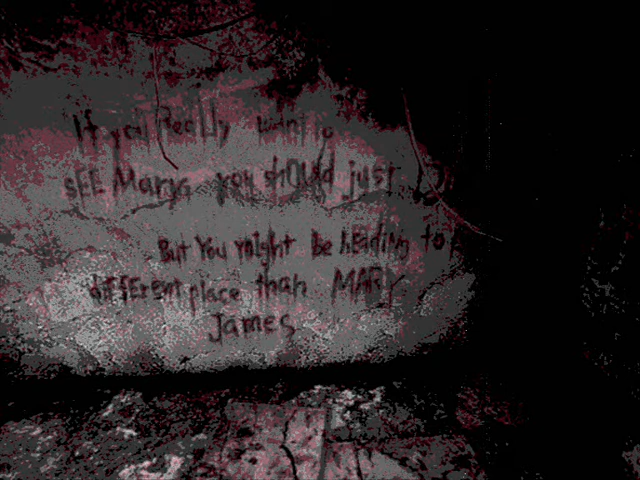 If you Really want to
sEE Mary, you shOUld just
But You might be hEading to
diffErEnt place than MARY
James